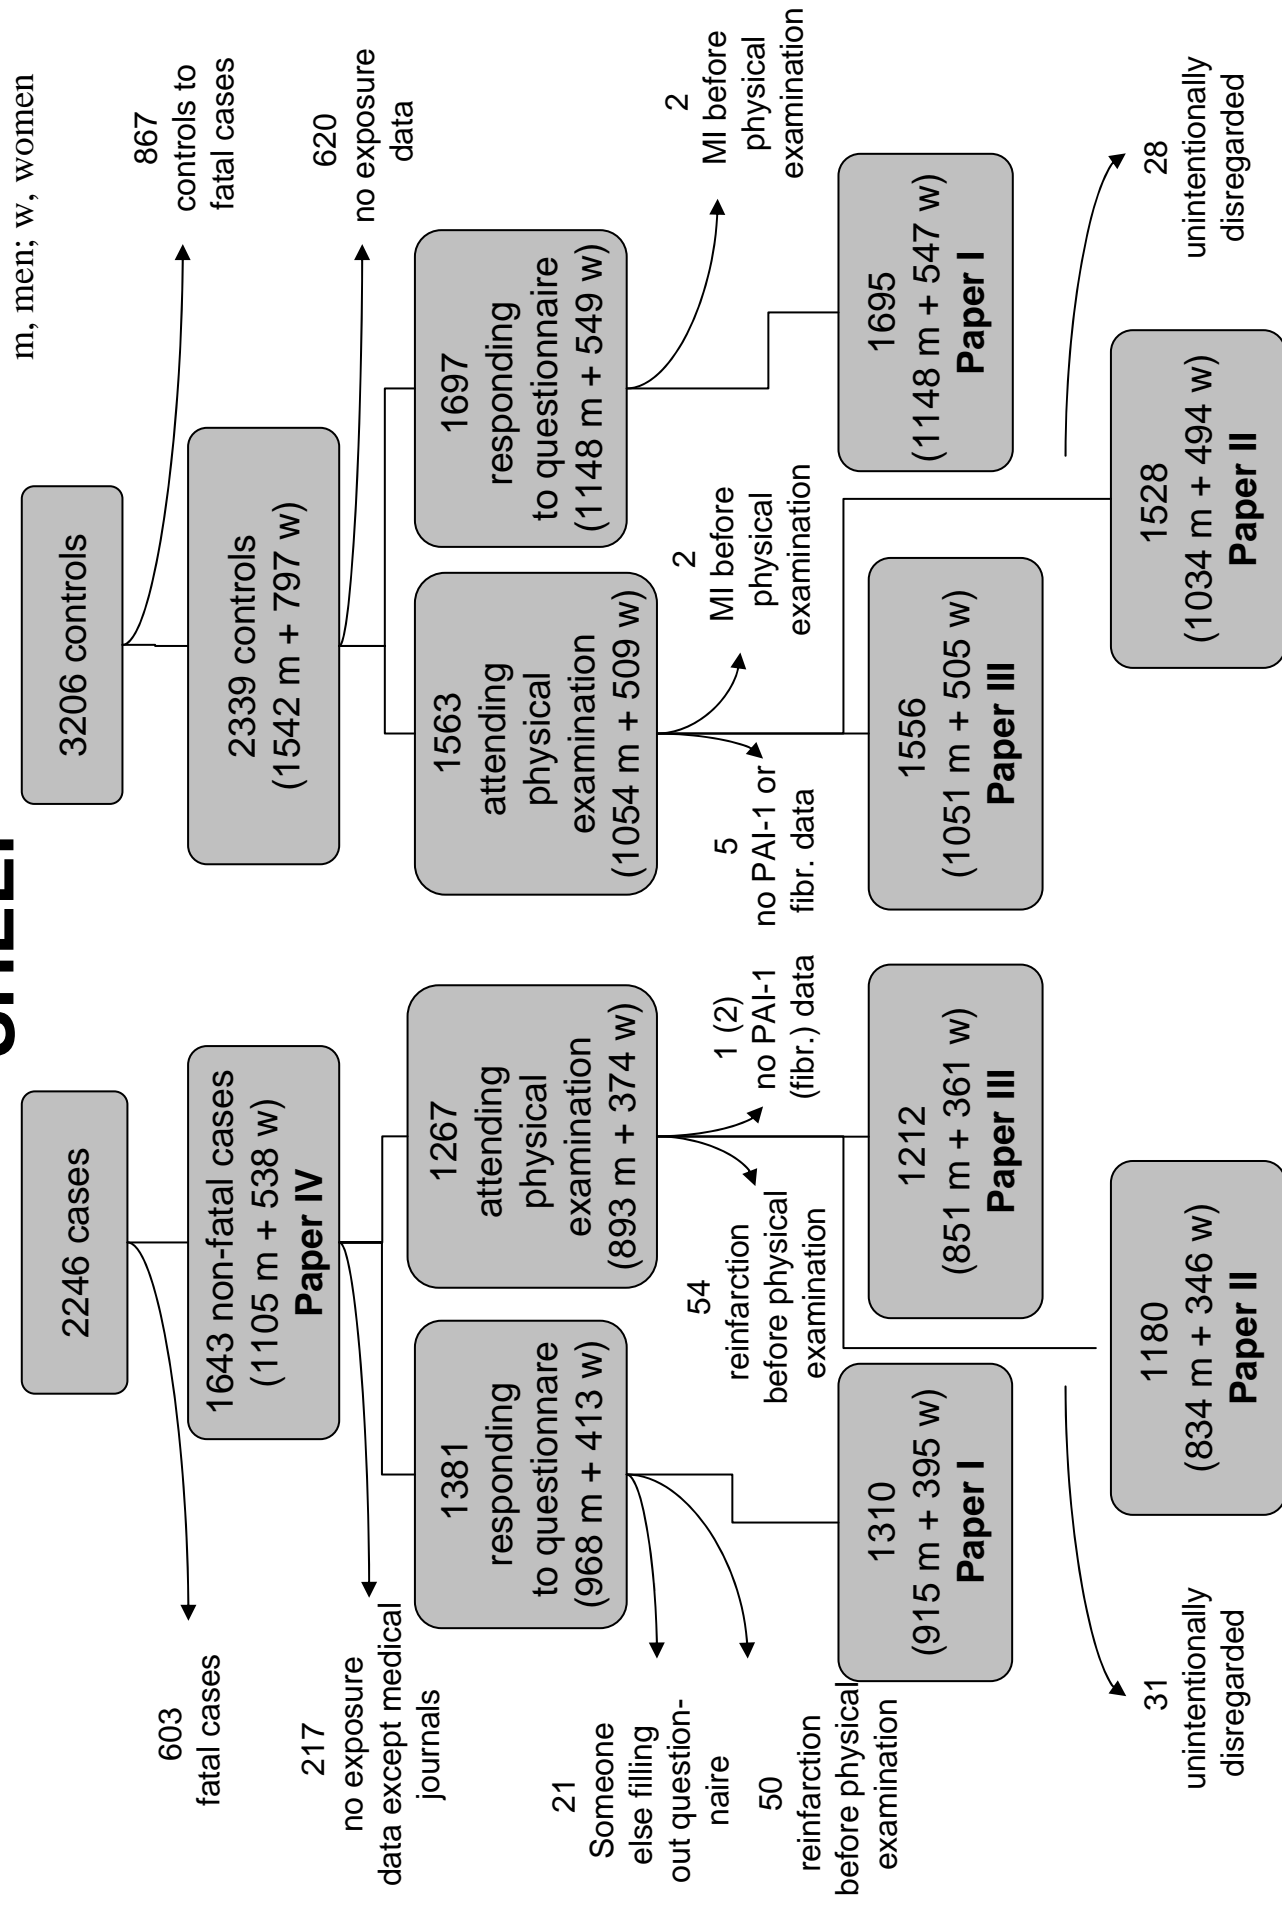 m, men; w, women
2246 cases
3206 controls
603
fatal cases
867
controls to
fatal cases
1643 non-fatal cases
(1105 m + 538 w)
Paper IV
2339 controls
(1542 m + 797 w)
217
no exposure
data except medical
journals
620
no exposure
data
1381
responding
to questionnare
(968 m + 413 w)
1267
attending
physical
examination
(893 m + 374 w)
1563
attending
physical
examination
(1054 m + 509 w)
1697
responding
to questionnaire
(1148 m + 549 w)
21
Someone
else filling
out question-
naire
50
reinfarction
before physical
examination
54
reinfarction
before physical
examination
1 (2)
no PAI-1
(fibr.) data
5
no PAI-1 or
fibr. data
2
MI before
physical
examination
2
MI before
physical
examination
1310
(915 m + 395 w)
Paper I
1212
(851 m + 361 w)
Paper III
1556
(1051 m + 505 w)
Paper III
1695
(1148 m + 547 w)
Paper I
31
unintentionally
disregarded
1180
(834 m + 346 w)
Paper II
1528
(1034 m + 494 w)
Paper II
28
unintentionally
disregarded